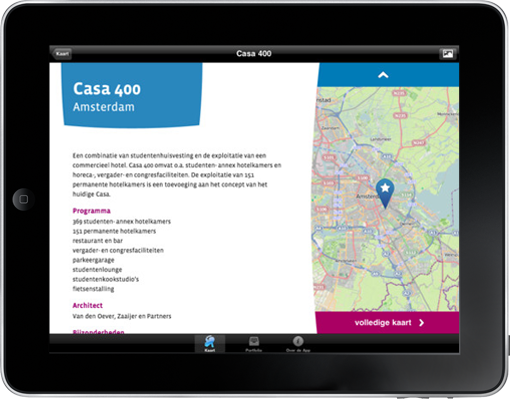 Kaart
Casa 400
Casa 400
Amsterdam
Een combinatie van studentenhuisvesting en de exploitatie van een
commercieel hotel. Casa 400 omvat o.a. studenten- annex hotelkamers en
horeca-, vergader- en congresfaciliteiten. De exploitatie van 151
permanente hotelkamers is een toevoeging aan het concept van het
huidige Casa.
Programma
369 studenten- annex hotelkamers
151 permanente hotelkamers
restaurant en bar
vergader- en congresfaciliteiten
parkeergarage
studentenlounge
studentenkookstudio's
fietsenstalling
Architect
Van den Oever, Zaaijer en Partners
Bijzonderheden
Amste
volledige kaart
Kaart
Portfolio
Over de App